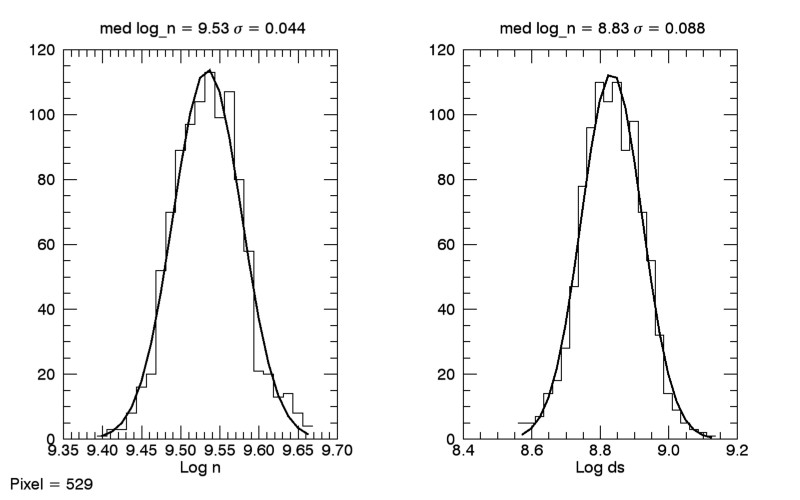 med log_n = 9.53 σ = 0.044
120
100
80
60
40
20
0
9.35 9.40 9.45 9.50 9.55 9.60 9.65 9.70
Log n
med log_n = 8.83 σ = 0.088
120
100
80
60
40
20
0
8.4 8.6 8.8 9.0 9.2
Log ds
Pixel = 529